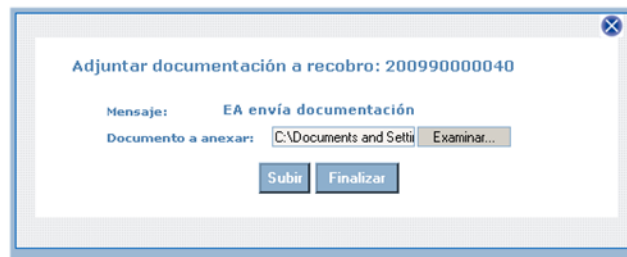 Adjuntar documentación a recobro: 200990000040
Mensaje: EA envía documentación
Documento a anexar: C:\Documents and Setti Examinar...
Subir Finalizar